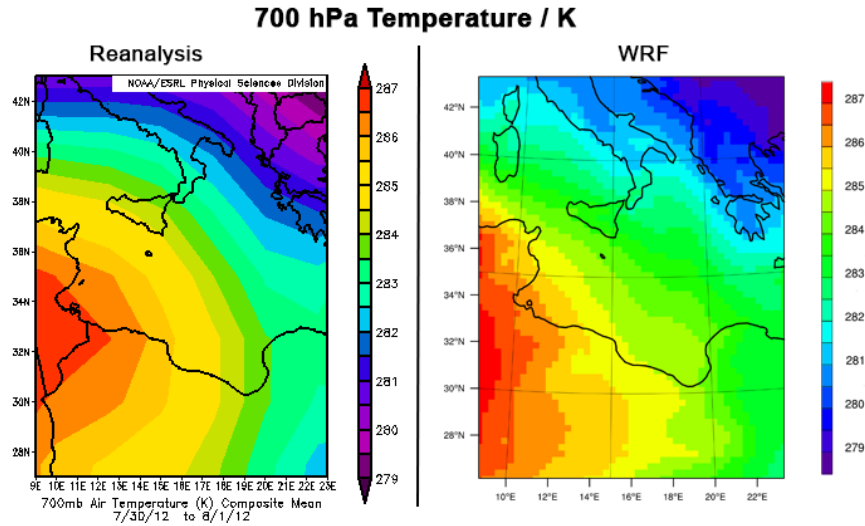 700 hPa Temperature / K
Reanalysis
WRF
NOAA/ESRL Physical Sciences Division
42N
40N
38N
36N
34N
32N
30N
28N
9E 10E 11E 12E 13E 14E 15E 16E 17E 18E 19E 20E 21E 22E 23E
700mb Air Temperature (K) Composite Mean
7/30/12 to 8/1/12
287
286
285
284
283
282
281
280
279
42°N
40°N
38°N
36°N
34°N
32°N
30°N
28°N
10°E 12°E 14°E 16°E 18°E 20°E 22°E
287
286
285
284
283
282
281
280
279